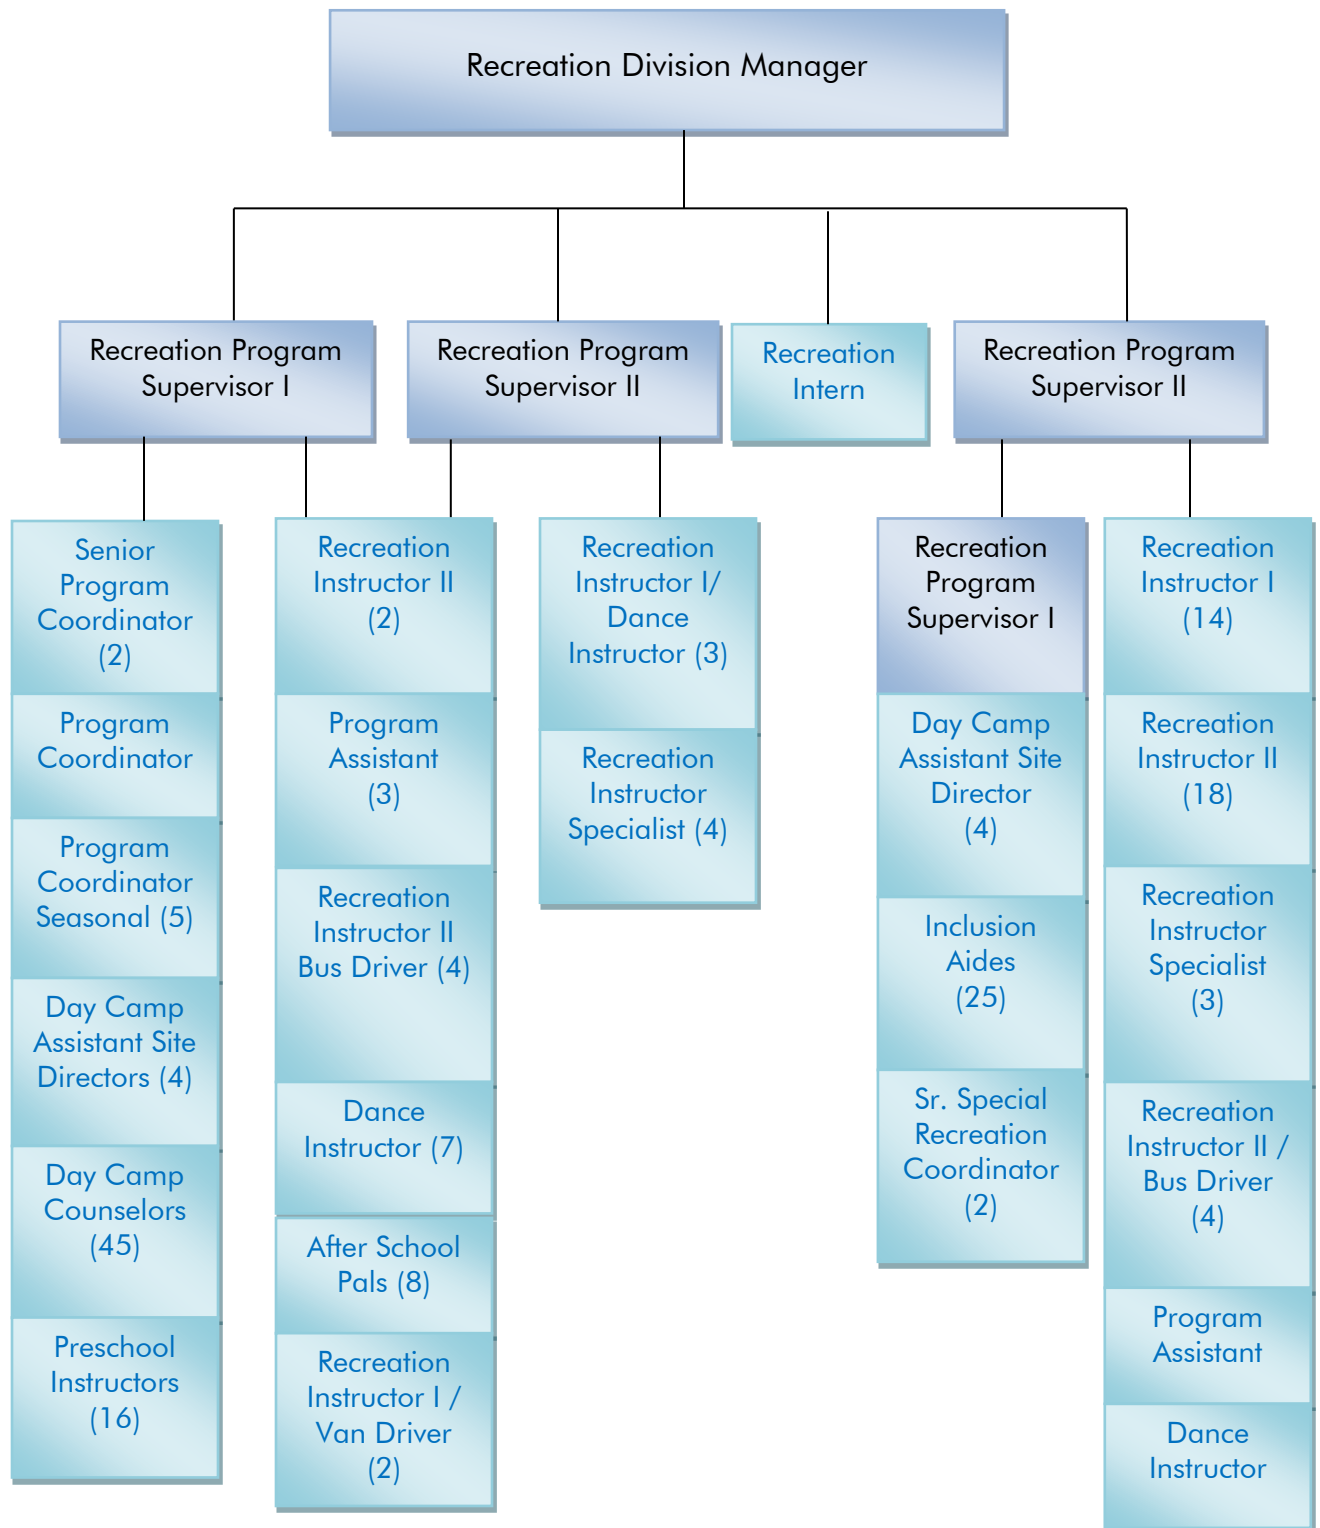 Recreation Division Manager
Recreation Program
Supervisor I
Recreation Program
Supervisor II
Recreation
Intern
Recreation Program
Supervisor II
Senior
Program
Coordinator
(2)
Program
Coordinator
Program
Coordinator
Seasonal (5)
Day Camp
Assistant Site
Directors (4)
Day Camp
Counselors
(45)
Preschool
Instructors
(16)
Recreation
Instructor II
(2)
Program
Assistant
(3)
Recreation
Instructor II
Bus Driver (4)
Dance
Instructor (7)
After School
Pals (8)
Recreation
Instructor I /
Van Driver
(2)
Recreation
Instructor I/
Dance
Instructor (3)
Recreation
Instructor
Specialist (4)
Recreation
Program
Supervisor I
Day Camp
Assistant Site
Director
(4)
Inclusion
Aides
(25)
Sr. Special
Recreation
Coordinator
(2)
Recreation
Instructor I
(14)
Recreation
Instructor II
(18)
Recreation
Instructor
Specialist
(3)
Recreation
Instructor II /
Bus Driver
(4)
Program
Assistant
Dance
Instructor